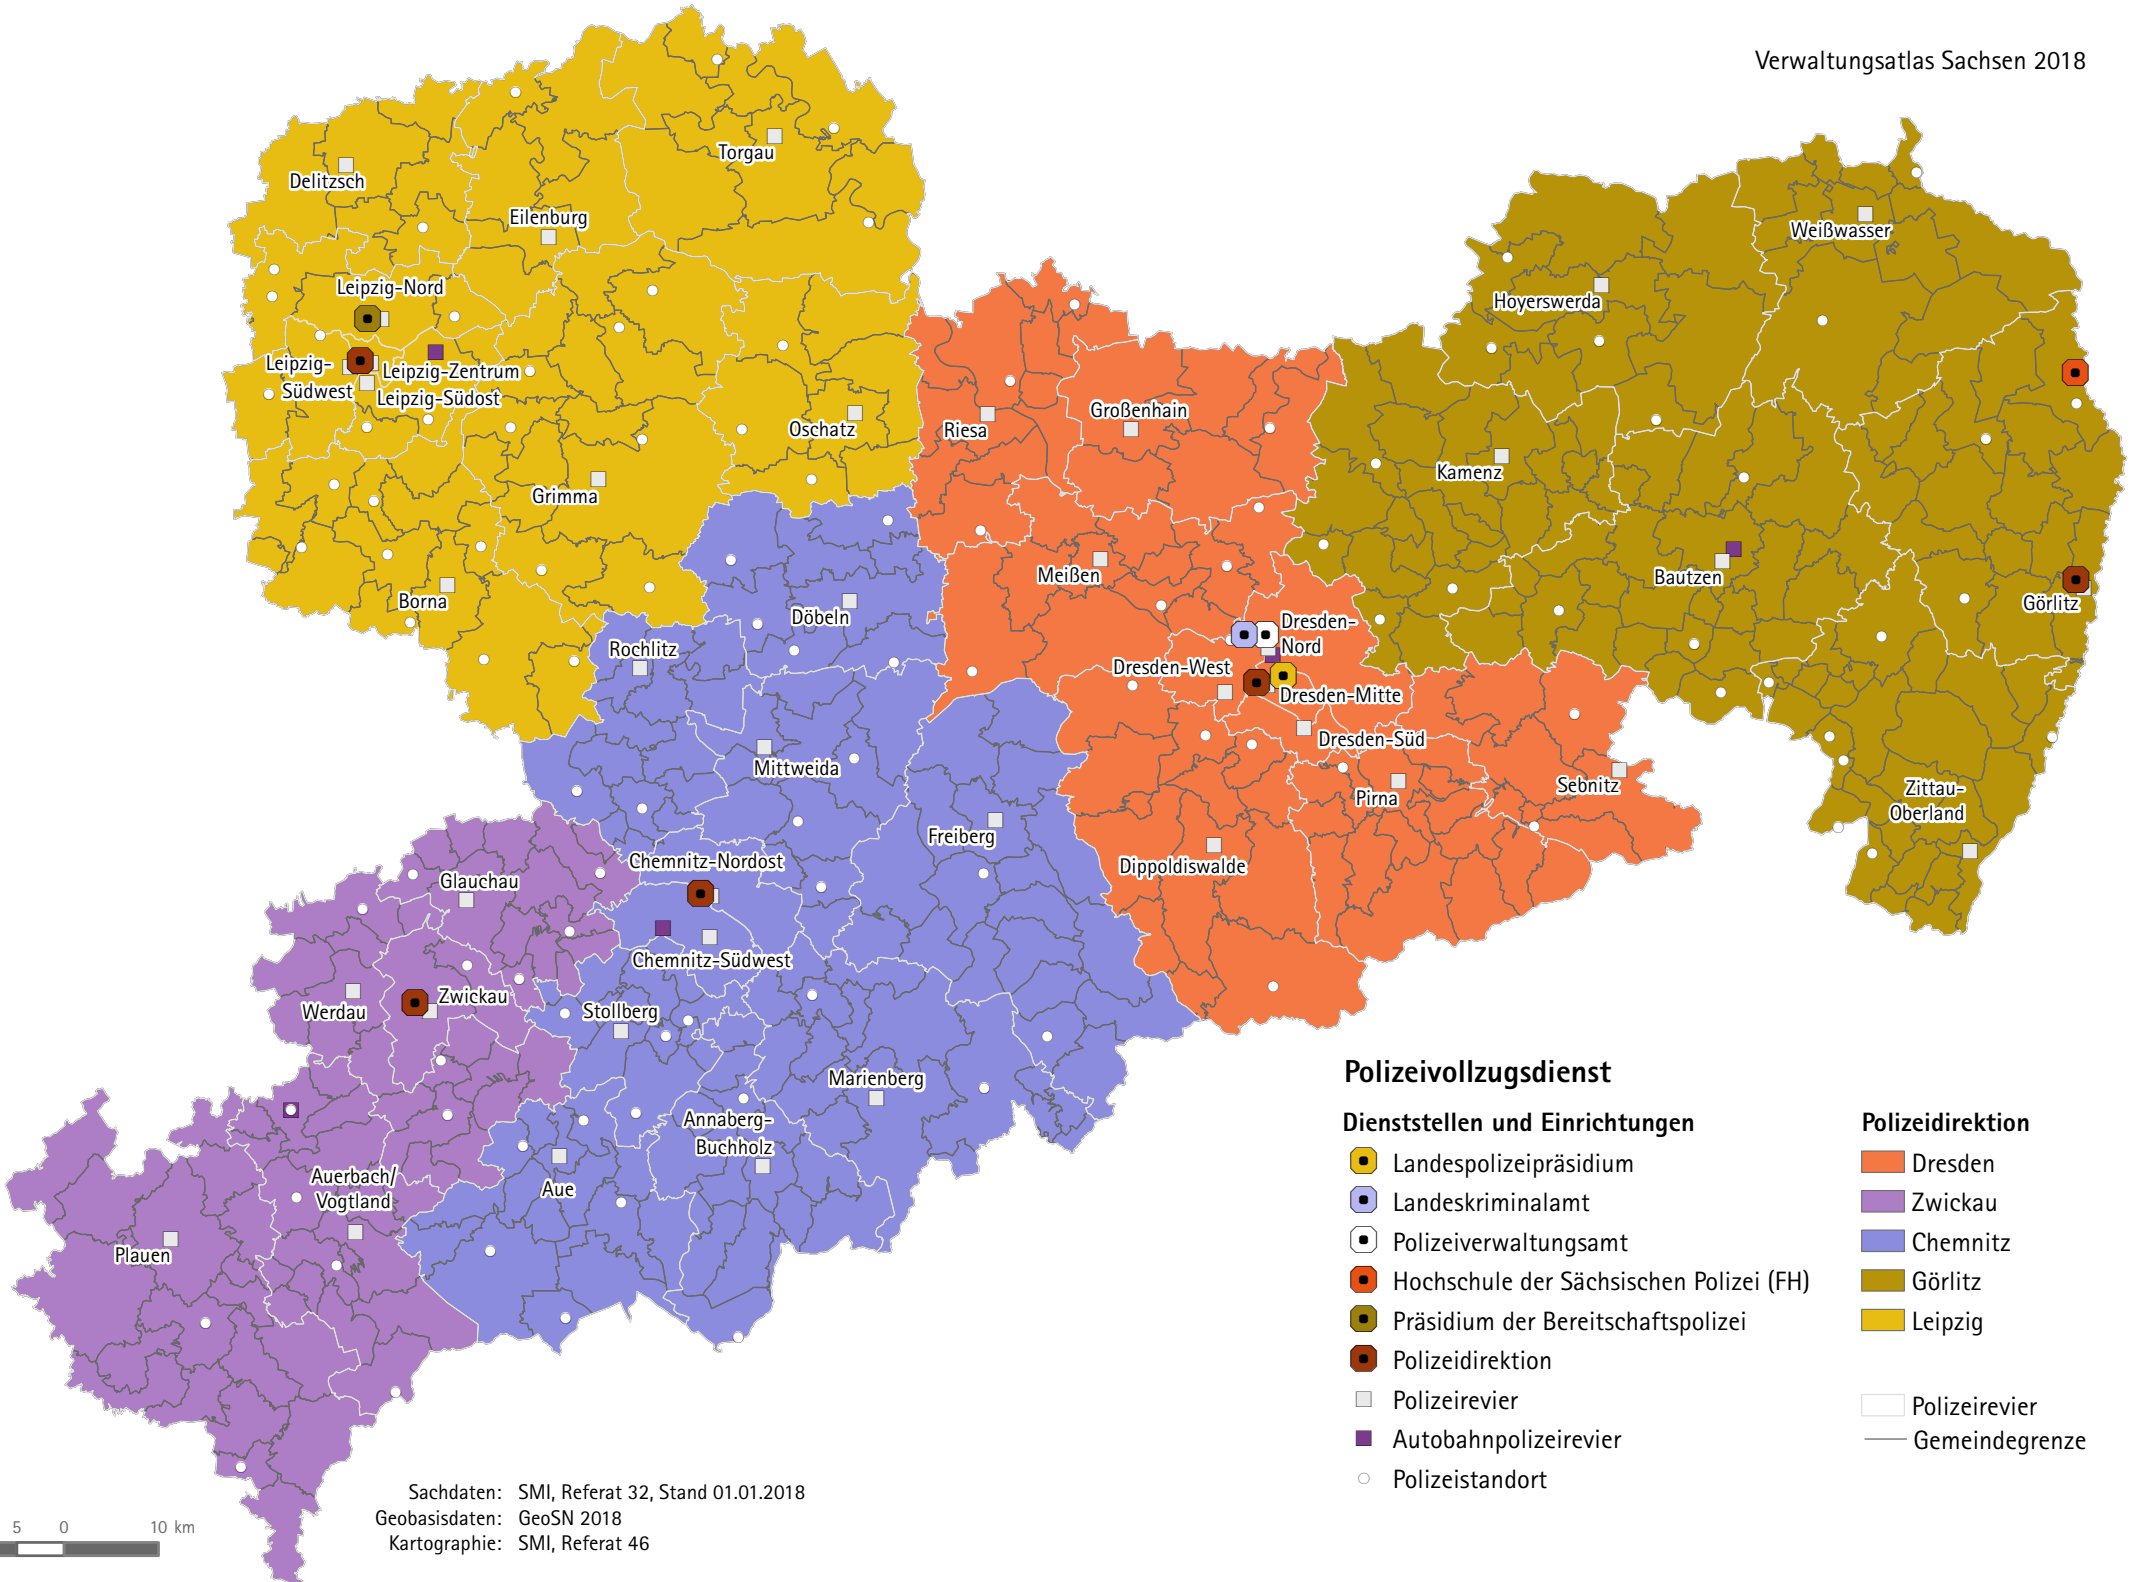 Verwaltungsatlas Sachsen 2018
Torgau
Delitzsch
Eilenburg
Weißwasser
Leipzig-Nord
Hoyerswerda
Leipzig-
Südwest
Leipzig-Zentrum
Leipzig-Südost
Oschatz
Riesa
Großenhain
Kamenz
Grimma
Meißen
Bautzen
Borna
Görlitz
Döbeln
Rochlitz
Dresden-
Nord
Dresden-West
Dresden-Mitte
Dresden-Süd
Mittweida
Pirna
Sebnitz
Zittau-
Oberland
Freiberg
Chemnitz-Nordost
Dippoldiswalde
Glauchau
Chemnitz-Südwest
Zwickau
Werdau
Stollberg
Marienberg
Annaberg-
Buchholz
Auerbach/
Vogtland
Aue
Plauen
Polizeivollzugsdienst
Dienststellen und Einrichtungen
Landespolizeipräsidium
Landeskriminalamt
Polizeiverwaltungsamt
Hochschule der Sächsischen Polizei (FH)
Präsidium der Bereitschaftspolizei
Polizeidirektion
Polizeirevier
Autobahnpolizeirevier
Polizeistandort
Polizeidirektion
Dresden
Zwickau
Chemnitz
Görlitz
Leipzig
Polizeirevier
Gemeindegrenze
Sachdaten: SMI, Referat 32, Stand 01.01.2018
Geobasisdaten: GeoSN 2018
Kartographie: SMI, Referat 46
5 0 10 km